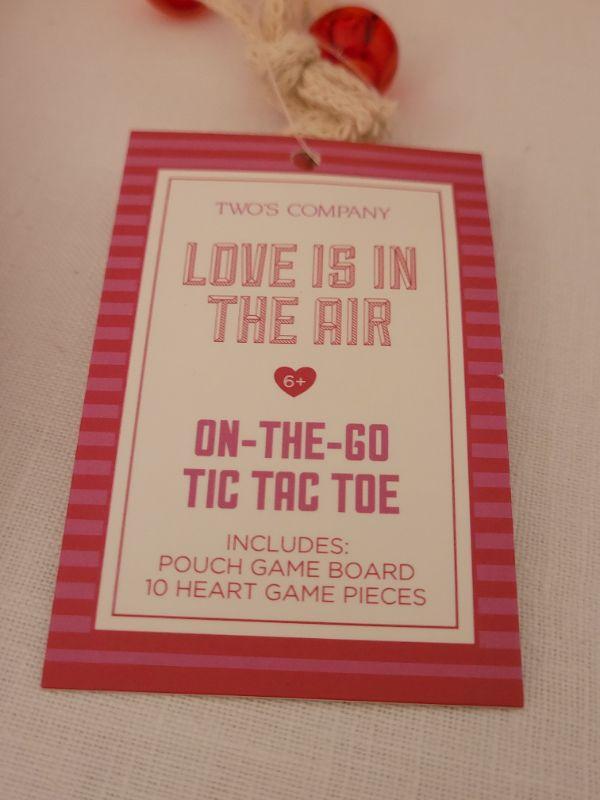 TWO'S COMPANY
LOVE IS IN
THE AIR
6+
ON-THE-GO
TIC TAC TOE
INCLUDES:
POUCH GAME BOARD
10 HEART GAME PIECES